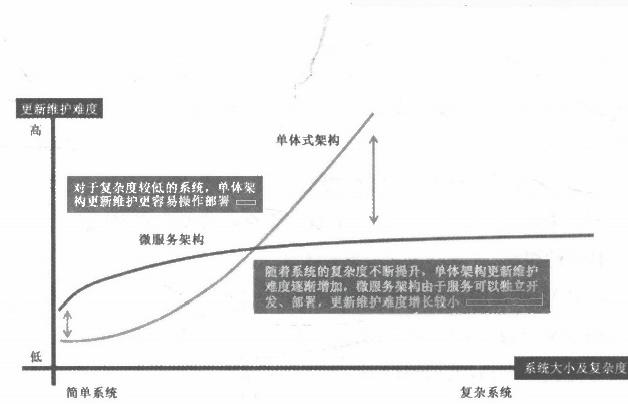 更新维护难度
高
单体式架构
对于复杂度较低的系统，单体架
构更新维护更容易操作部署
微服务架构
随着系统的复杂度不断提升，单体架构更新维护
难度逐渐增加，微服务架构由于服务可以独立开
发、部署，更新维护难度增长较小
低
系统大小及复杂度
简单系统
复杂系统